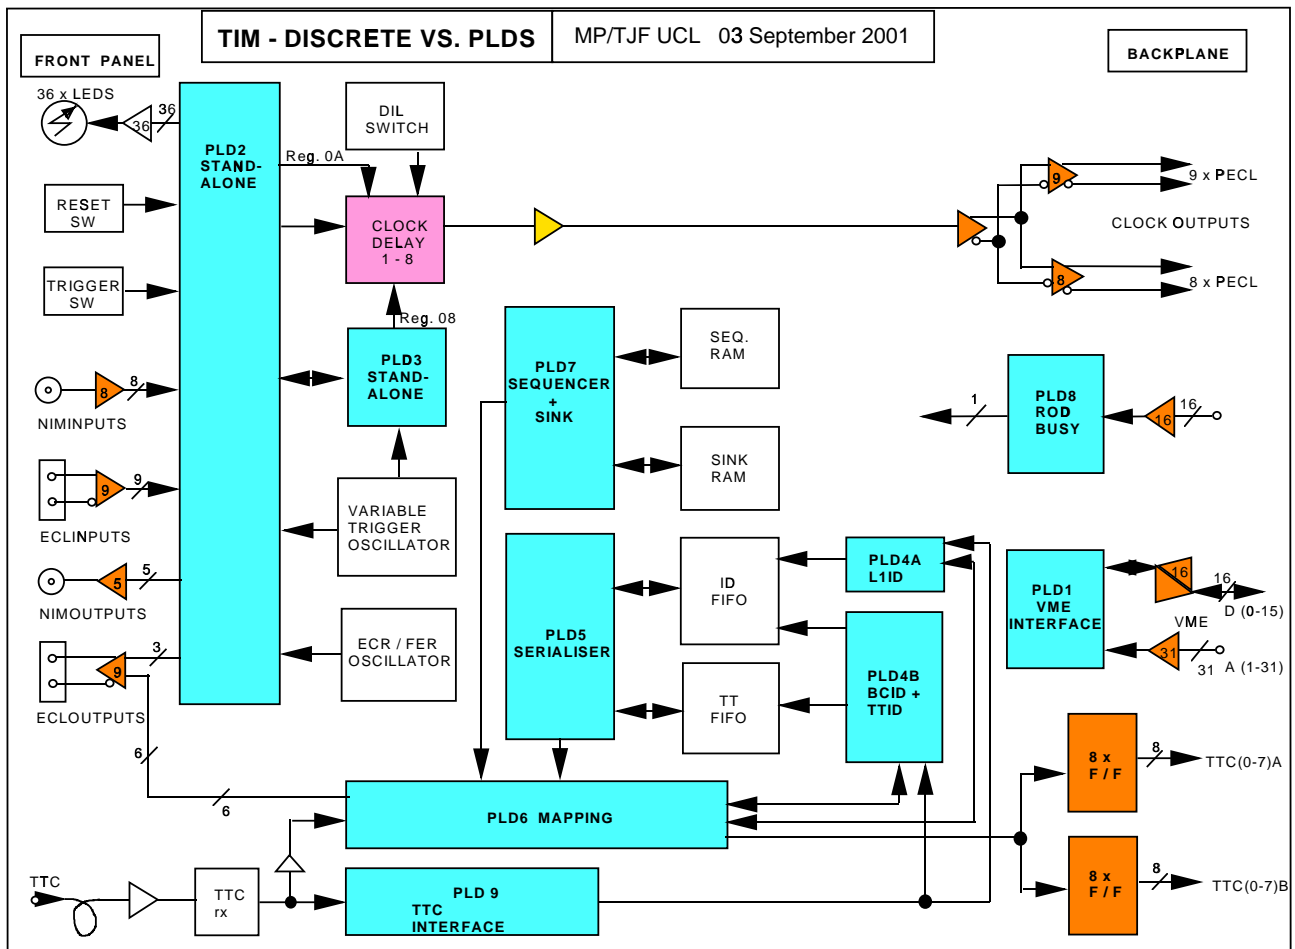 TIM - DISCRETE VS. PLDS
MP/TJF UCL 03 September 2001
FRONT PANEL
BACKPLANE
36 x LEDS
36
36
PLD2
STAND-
ALONE
Reg. 0A
DIL
SWITCH
RESET
SW
CLOCK
DELAY
1 - 8
9
9 x PECL
CLOCK OUTPUTS
8
8 x PECL
TRIGGER
SW
Reg. 08
PLD3
STAND-
ALONE
PLD7
SEQUENCER
+
SINK
SEQ.
RAM
SINK
RAM
8
8
NIMINPUTS
1
PLD8
ROD
BUSY
16
16
9
9
ECLINPUTS
VARIABLE
TRIGGER
OSCILLATOR
5
5
NIMOUTPUTS
PLD5
SERIALISER
ID
FIFO
PLD4A
L1ID
PLD1
VME
INTERFACE
16
16
D (0-15)
VME
31
31
A (1-31)
ECR / FER
OSCILLATOR
9
3
ECLOUTPUTS
TT
FIFO
PLD4B
BCID +
TTID
6
6
PLD6 MAPPING
8 x
F / F
8
TTC(0-7)A
TTC
TTC
rx
PLD 9
TTC
INTERFACE
8 x
F / F
8
TTC(0-7)B